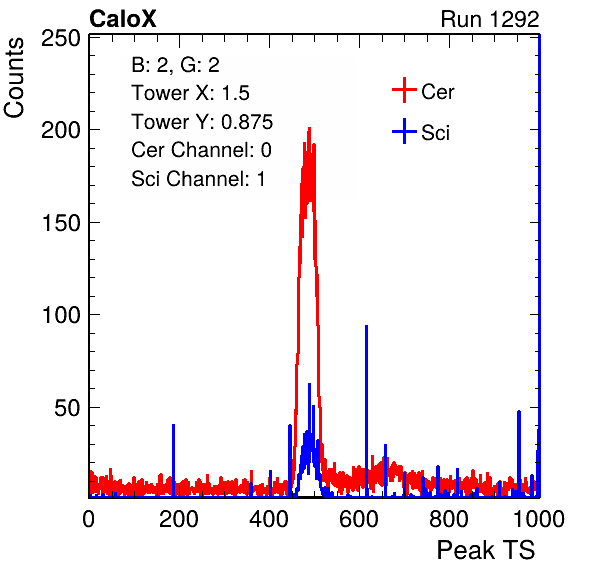 CaloX Run 1292
Counts
B: 2, G: 2
Tower X: 1.5
Tower Y: 0.875
Cer Channel: 0
Sci Channel: 1
Cer
Sci
250
200
150
100
50
0 200 400 600 800 1000
Peak TS